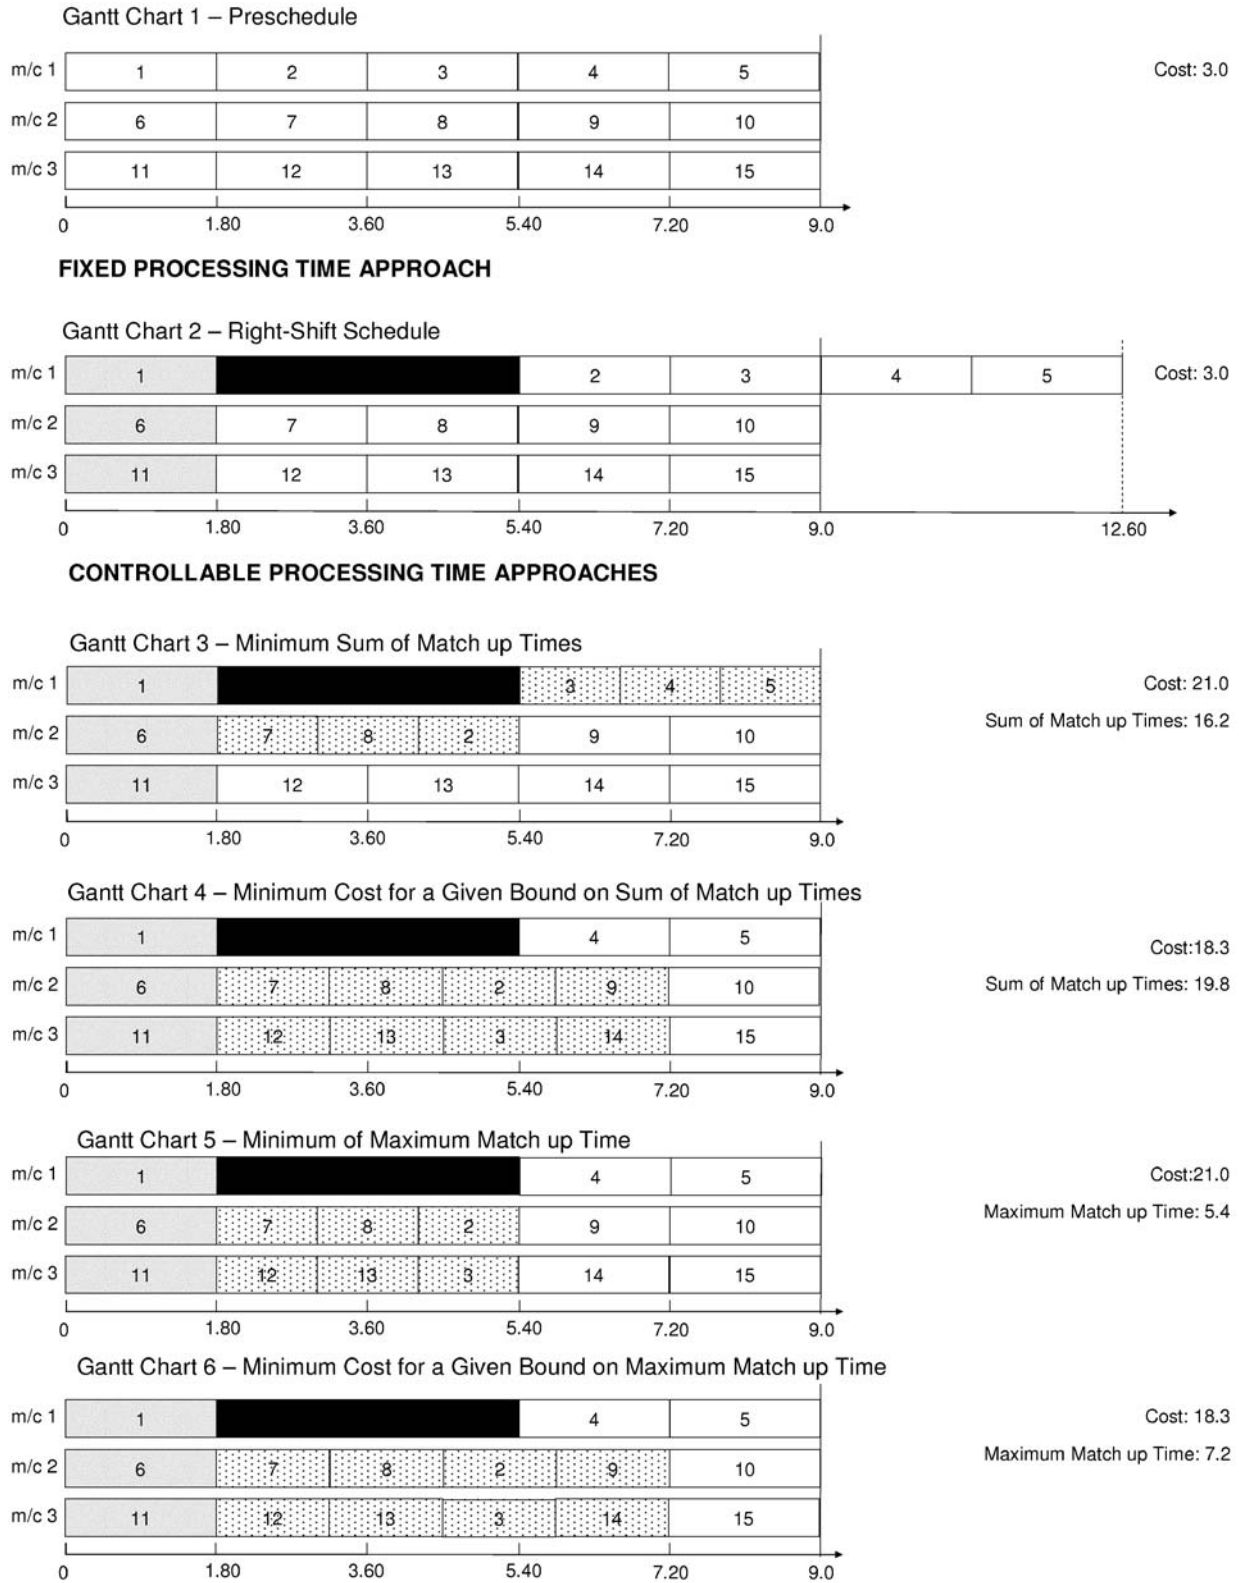 Gantt Chart 1 – Preschedule
m/c 1 1 2 3 4 5 Cost: 3.0
m/c 2 6 7 8 9 10
m/c 3 11 12 13 14 15
0 1.80 3.60 5.40 7.20 9.0
FIXED PROCESSING TIME APPROACH
Gantt Chart 2 – Right-Shift Schedule
m/c 1 1 2 3 4 5 Cost: 3.0
m/c 2 6 7 8 9 10
m/c 3 11 12 13 14 15
0 1.80 3.60 5.40 7.20 9.0 12.60
CONTROLLABLE PROCESSING TIME APPROACHES
Gantt Chart 3 – Minimum Sum of Match up Times
m/c 1 1 3 4 5 Cost: 21.0
m/c 2 6 7 8 2 9 10 Sum of Match up Times: 16.2
m/c 3 11 12 13 14 15
0 1.80 3.60 5.40 7.20 9.0
Gantt Chart 4 – Minimum Cost for a Given Bound on Sum of Match up Times
m/c 1 1 4 5 Cost:18.3
m/c 2 6 7 8 2 9 10 Sum of Match up Times: 19.8
m/c 3 11 12 13 3 14 15
0 1.80 3.60 5.40 7.20 9.0
Gantt Chart 5 – Minimum of Maximum Match up Time
m/c 1 1 4 5 Cost:21.0
m/c 2 6 7 8 2 9 10 Maximum Match up Time: 5.4
m/c 3 11 12 13 3 14 15
0 1.80 3.60 5.40 7.20 9.0
Gantt Chart 6 – Minimum Cost for a Given Bound on Maximum Match up Time
m/c 1 1 4 5 Cost: 18.3
m/c 2 6 7 8 2 9 10 Maximum Match up Time: 7.2
m/c 3 11 12 13 3 14 15
0 1.80 3.60 5.40 7.20 9.0